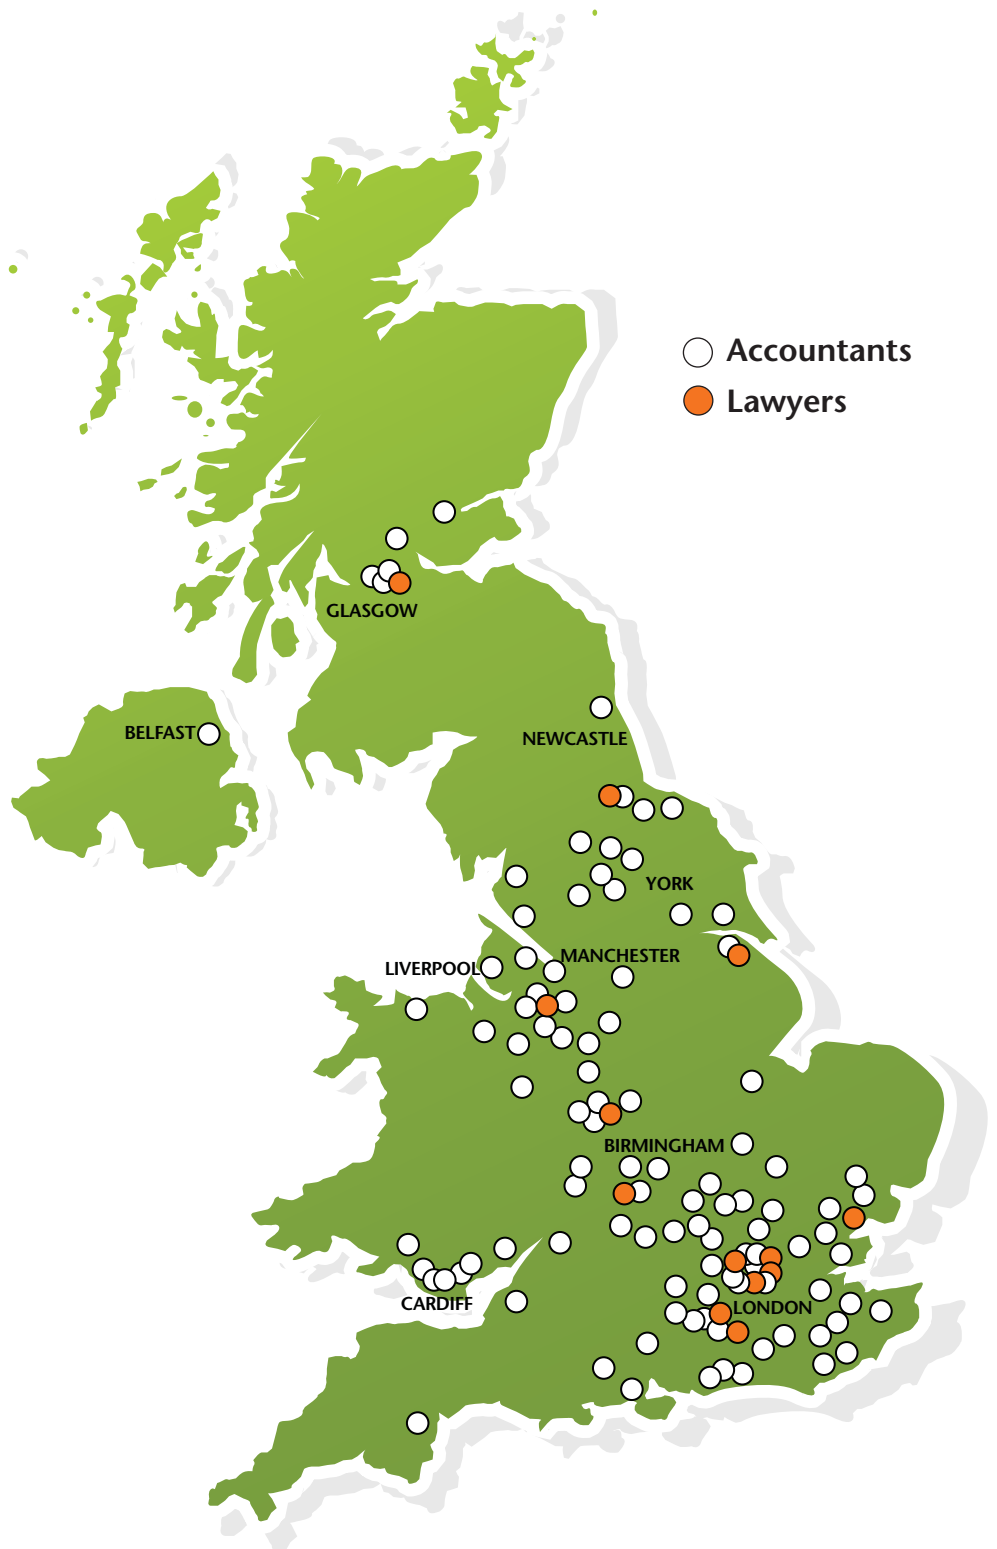 Accountants
Lawyers
GLASGOW
BELFAST
NEWCASTLE
YORK
MANCHESTER
LIVERPOOL
BIRMINGHAM
CARDIFF
LONDON